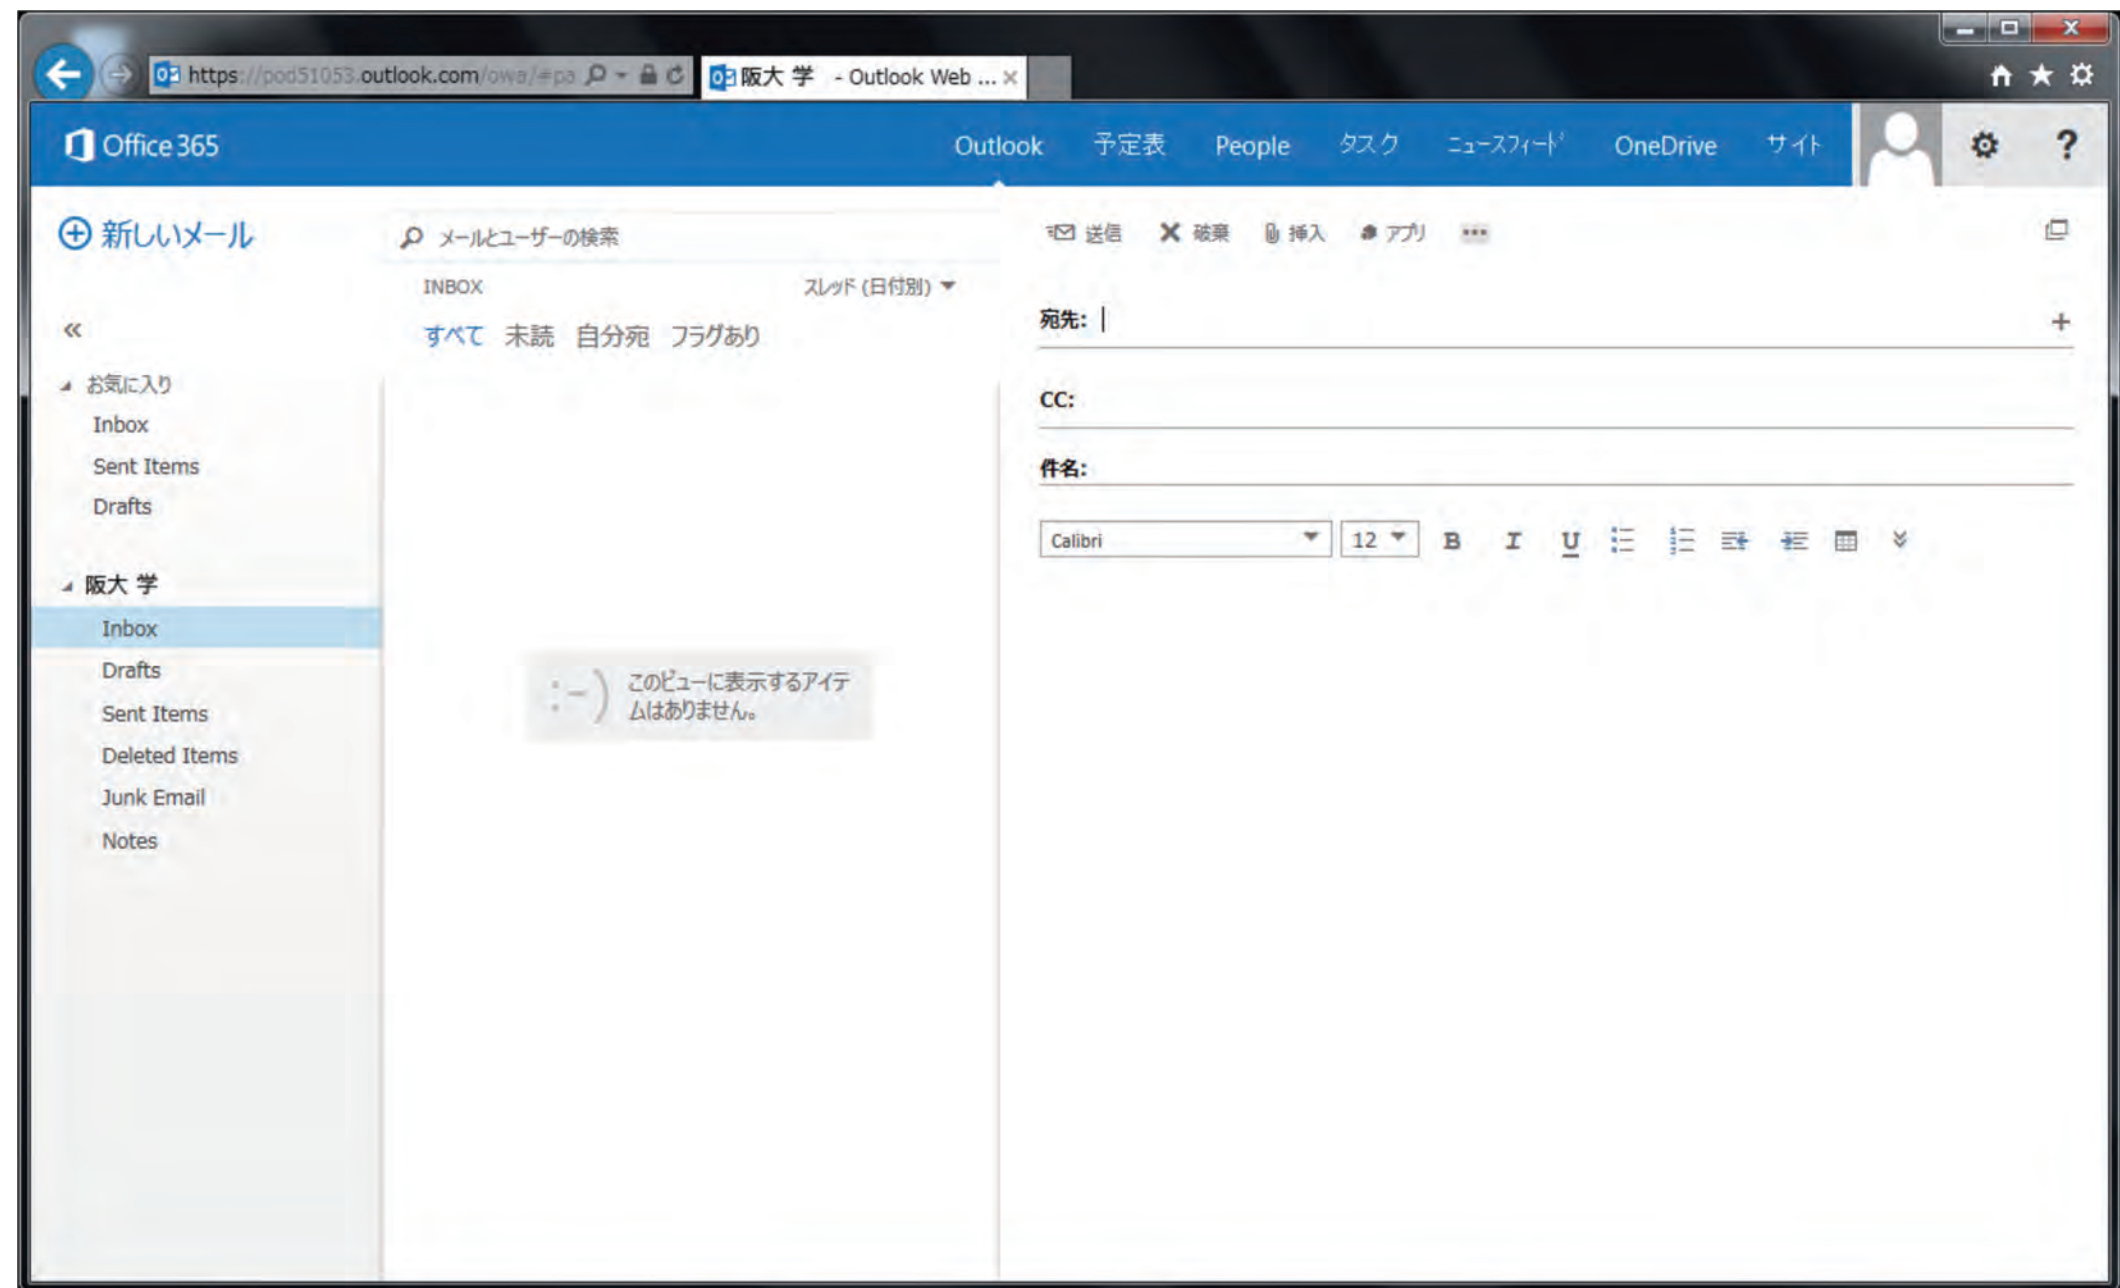 https://pod51053.outlook.com/owa/#pa
阪大 学 - Outlook Web ...
Office 365
Outlook 予定表 People タスク ニュースフィード OneDrive サイト
?
新しいメール
メールとユーザーの検索
INBOX
スレッド (日付別)
すべて 未読 自分宛 フラグあり
«
お気に入り
Inbox
Sent Items
Drafts
阪大 学
Inbox
Drafts
Sent Items
Deleted Items
Junk Email
Notes
:-)
このビューに表示するアイテ
ムはありません。
送信 破棄 挿入 アプリ ...
宛先:
CC:
件名:
Calibri 12 B I U